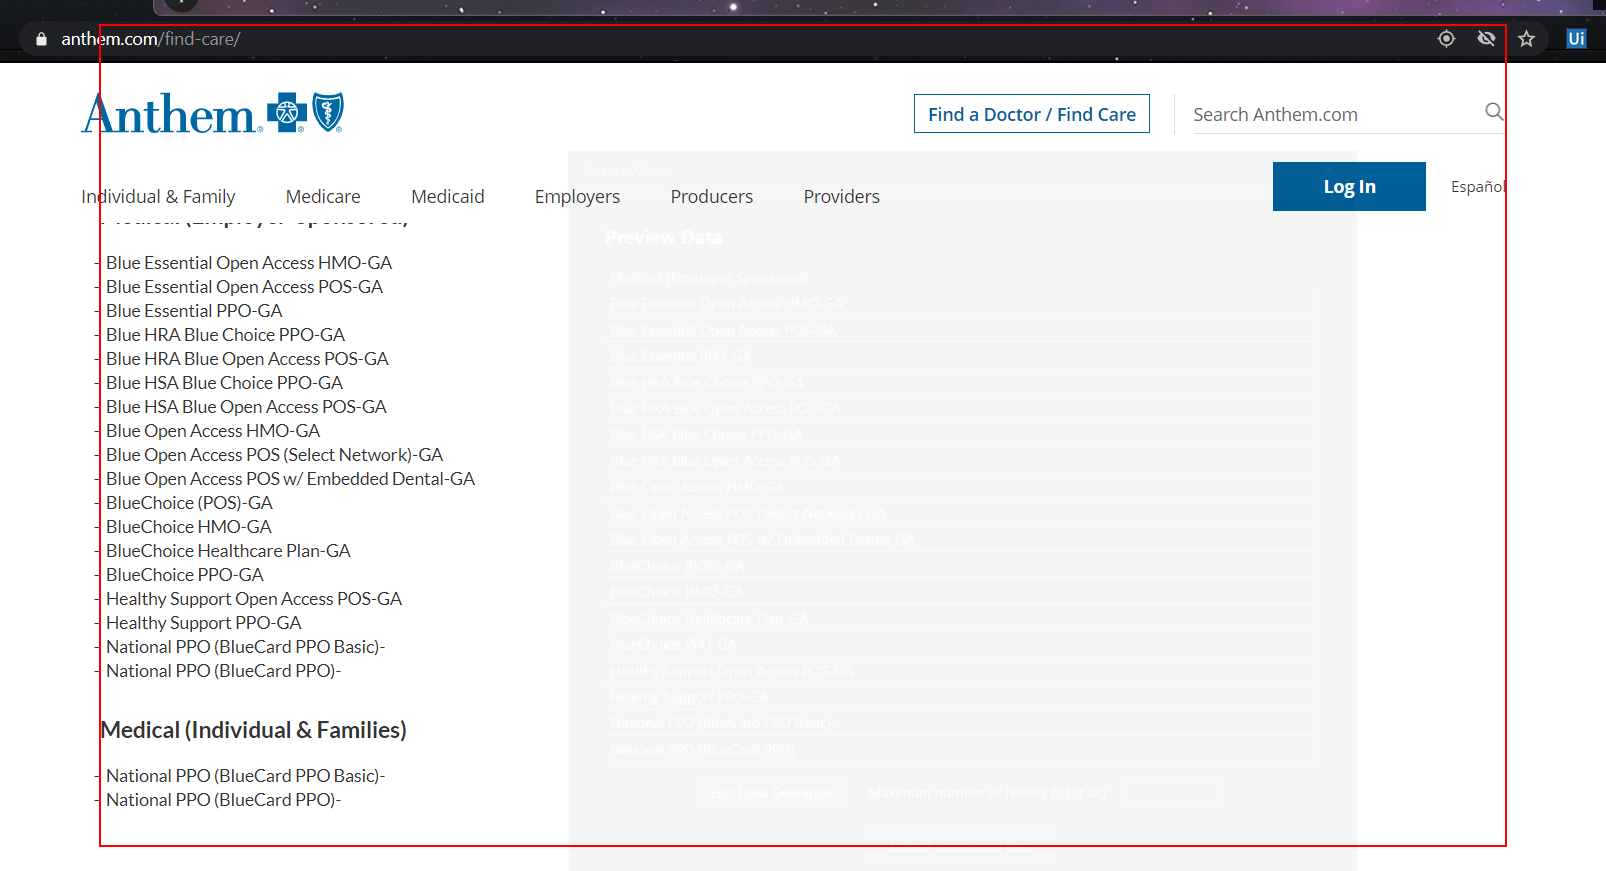 anthem.com/find-care/
Ui
Anthem
Find a Doctor / Find Care
Search Anthem.com
Individual & Family Medicare Medicaid Employers Producers Providers
Log In
Español
Medical (Employer Sponsored)
- Blue Essential Open Access HMO-GA
- Blue Essential Open Access POS-GA
- Blue Essential PPO-GA
- Blue HRA Blue Choice PPO-GA
- Blue HRA Blue Open Access POS-GA
- Blue HSA Blue Choice PPO-GA
- Blue HSA Blue Open Access POS-GA
- Blue Open Access HMO-GA
- Blue Open Access POS (Select Network)-GA
- Blue Open Access POS w/ Embedded Dental-GA
- BlueChoice (POS)-GA
- BlueChoice HMO-GA
- BlueChoice Healthcare Plan-GA
- BlueChoice PPO-GA
- Healthy Support Open Access POS-GA
- Healthy Support PPO-GA
- National PPO (BlueCard PPO Basic)-
- National PPO (BlueCard PPO)-
Medical (Individual & Families)
- National PPO (BlueCard PPO Basic)-
- National PPO (BlueCard PPO)-
Extract Wizard
Preview Data
Medical (Employer Sponsered)
Blue Essential Open Access HMO-GA
Blue Essential Open Access POS-GA
Blue Essential PPO-GA
Blue HRA Blue Choice PPO-GA
Blue HRA Blue Open Access POS-GA
Blue HSA Blue Choice PPO-GA
Blue HSA Blue Open Access POS-GA
Blue Open Access HMO-GA
Blue Open Access POS (Select Network)-GA
Blue Open Access POS w/ Embedded Dental-GA
BlueChoice (POS)-GA
BlueChoice HMO-GA
BlueChoice Healthcare Plan-GA
BlueChoice PPO-GA
Healthy Support Open Access POS-GA
Healthy Support PPO-GA
National PPO (BlueCard PPO Basic)-
National PPO (BlueCard PPO)-
Edit Data Definition Maximum number of results (0 for all)